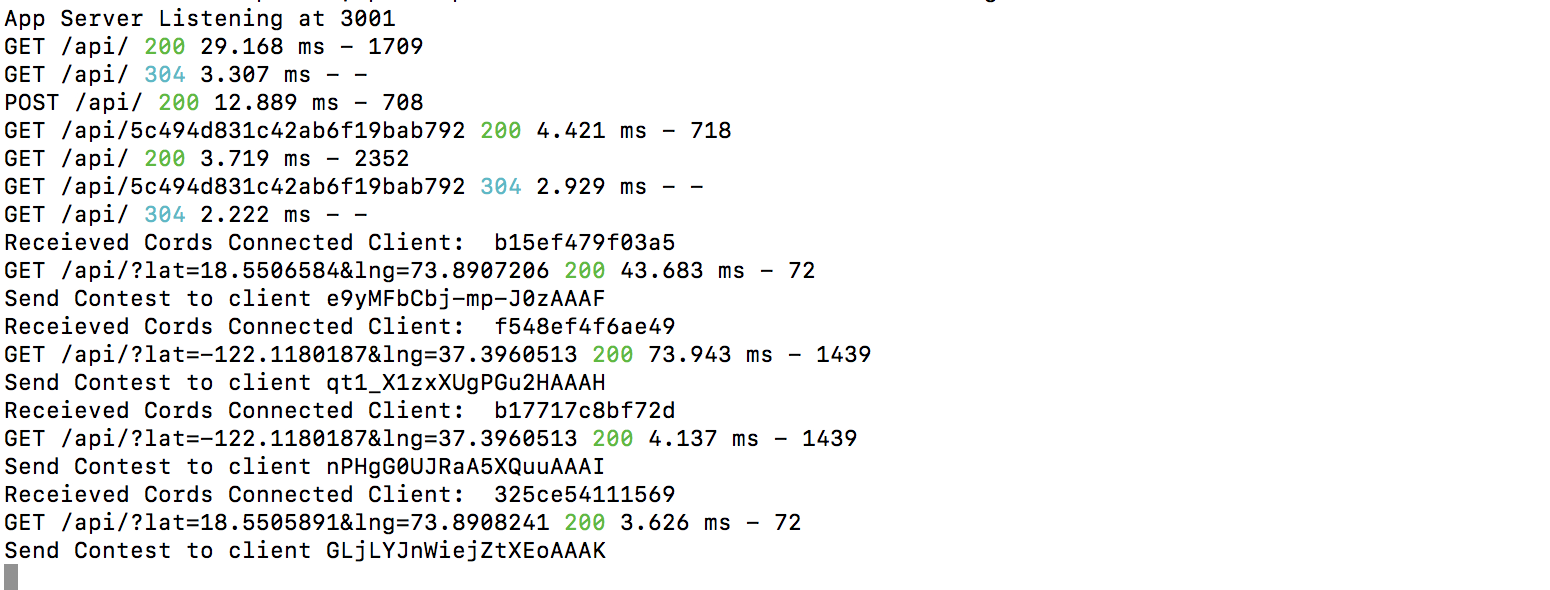 App Server Listening at 3001
GET /api/ 200 29.168 ms - 1709
GET /api/ 304 3.307 ms - -
POST /api/ 200 12.889 ms - 708
GET /api/5c494d831c42ab6f19bab792 200 4.421 ms - 718
GET /api/ 200 3.719 ms - 2352
GET /api/5c494d831c42ab6f19bab792 304 2.929 ms - -
GET /api/ 304 2.222 ms - -
Receieved Cords Connected Client:  b15ef479f03a5
GET /api/?lat=18.5506584&lng=73.8907206 200 43.683 ms - 72
Send Contest to client e9yMFbCbj-mp-J0zAAAF
Receieved Cords Connected Client:  f548ef4f6ae49
GET /api/?lat=-122.1180187&lng=37.3960513 200 73.943 ms - 1439
Send Contest to client qt1_X1zxXUgPGu2HAAAH
Receieved Cords Connected Client:  b17717c8bf72d
GET /api/?lat=-122.1180187&lng=37.3960513 200 4.137 ms - 1439
Send Contest to client nPHgG0UJRaA5XQuuAAAI
Receieved Cords Connected Client:  325ce54111569
GET /api/?lat=18.5505891&lng=73.8908241 200 3.626 ms - 72
Send Contest to client GLjLYJnWiejZtXEoAAAK